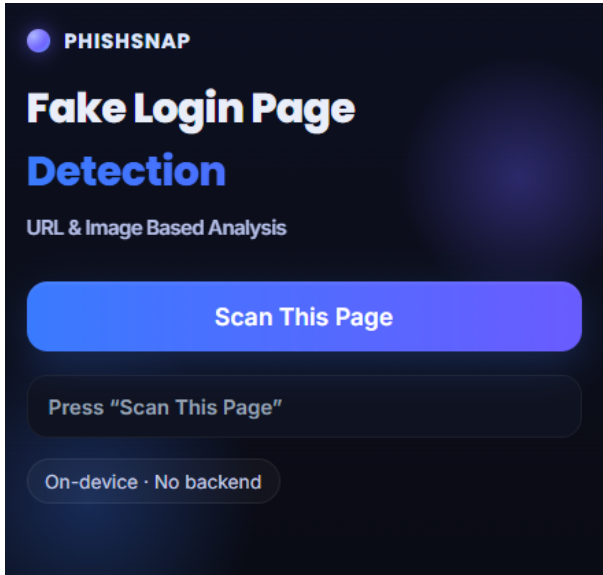 PHISHSNAP
Fake Login Page
Detection
URL & Image Based Analysis
Scan This Page
Press “Scan This Page”
On-device · No backend